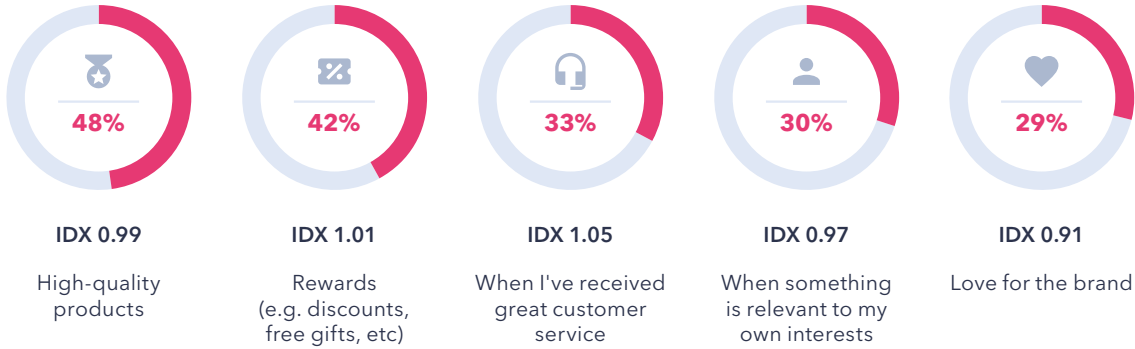 48%
42%
33%
30%
29%
IDX 0.99
IDX 1.01
IDX 1.05
IDX 0.97
IDX 0.91
High-quality
products
Rewards
(e.g. discounts,
free gifts, etc)
When I've received
great customer
service
When something
is relevant to my
own interests
Love for the brand